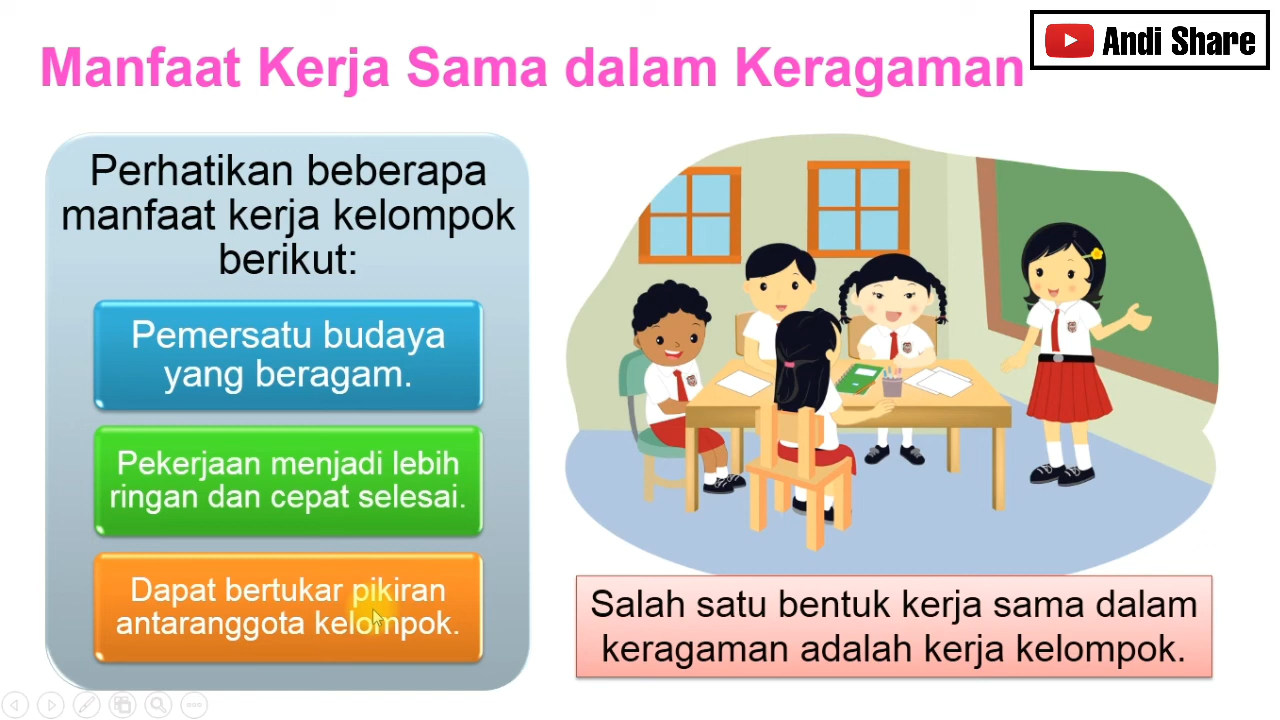 Manfaat Kerja Sama dalam Keragaman
Andi Share
Perhatikan beberapa
manfaat kerja kelompok
berikut:
Pemersatu budaya
yang beragam.
Pekerjaan menjadi lebih
ringan dan cepat selesai.
Dapat bertukar pikiran
antaranggota kelompok.
Salah satu bentuk kerja sama dalam
keragaman adalah kerja kelompok.